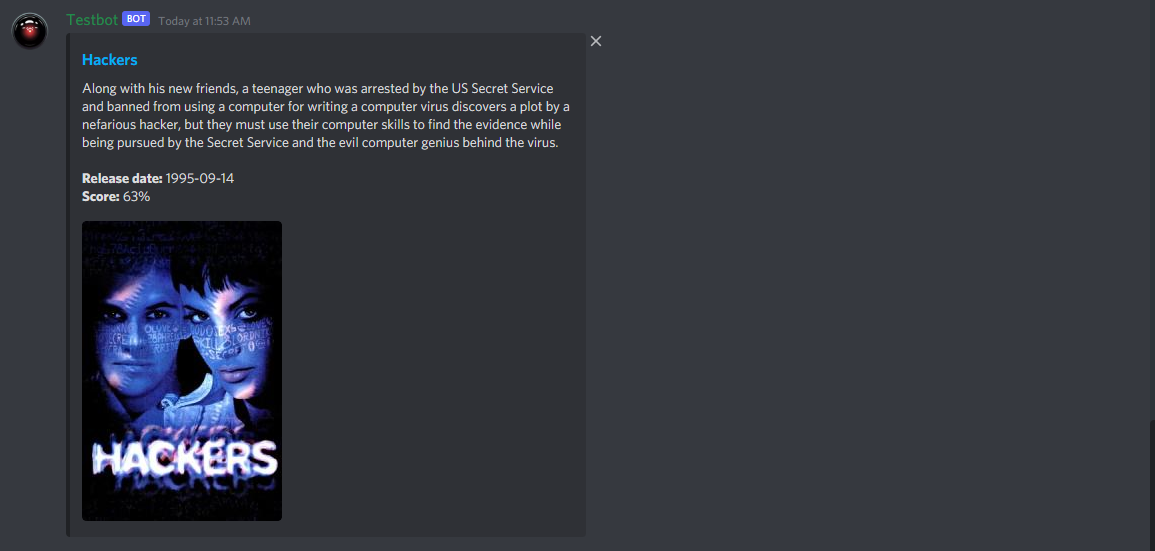 Testbot BOT Today at 11:53 AM
Hackers
Along with his new friends, a teenager who was arrested by the US Secret Service
and banned from using a computer for writing a computer virus discovers a plot by a
nefarious hacker, but they must use their computer skills to find the evidence while
being pursued by the Secret Service and the evil computer genius behind the virus.
Release date: 1995-09-14
Score: 63%
HACKERS